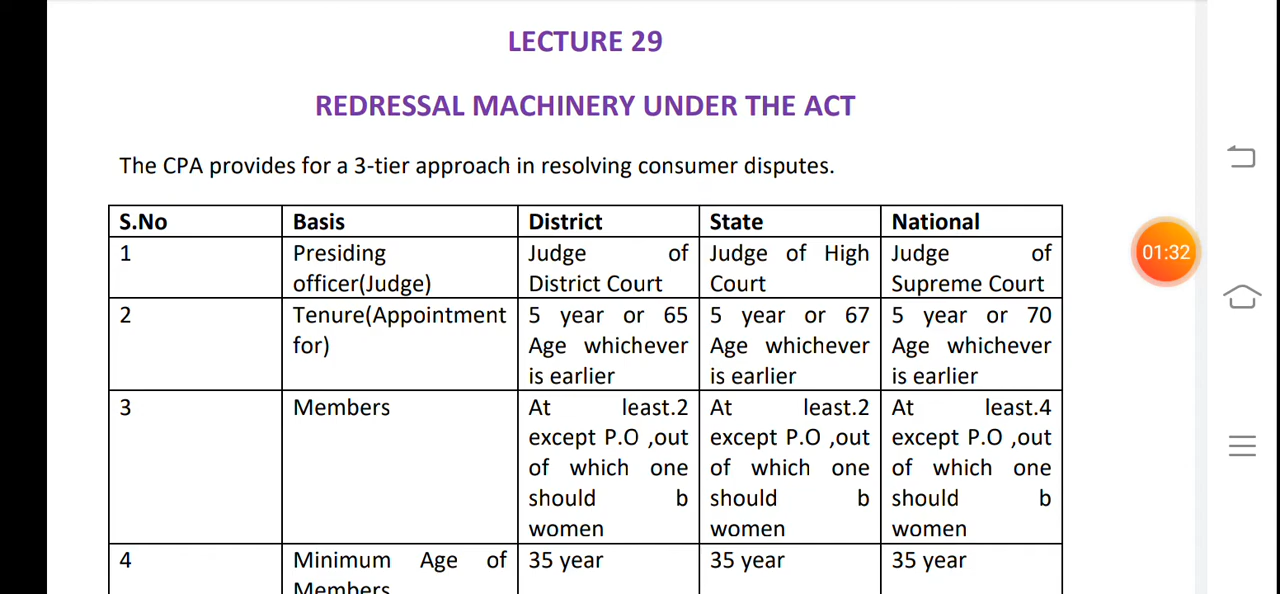 LECTURE 29
REDRESSAL MACHINERY UNDER THE ACT
The CPA provides for a 3-tier approach in resolving consumer disputes.
S.No Basis District State National
1 Presiding officer(Judge) Judge of District Court Judge of High Court Judge of Supreme Court
2 Tenure(Appointment for) 5 year or 65 Age whichever is earlier 5 year or 67 Age whichever is earlier 5 year or 70 Age whichever is earlier
3 Members At least.2 except P.O ,out of which one should b women At least.2 except P.O ,out of which one should b women At least.4 except P.O ,out of which one should b women
4 Minimum Age of Members 35 year 35 year 35 year
01:32